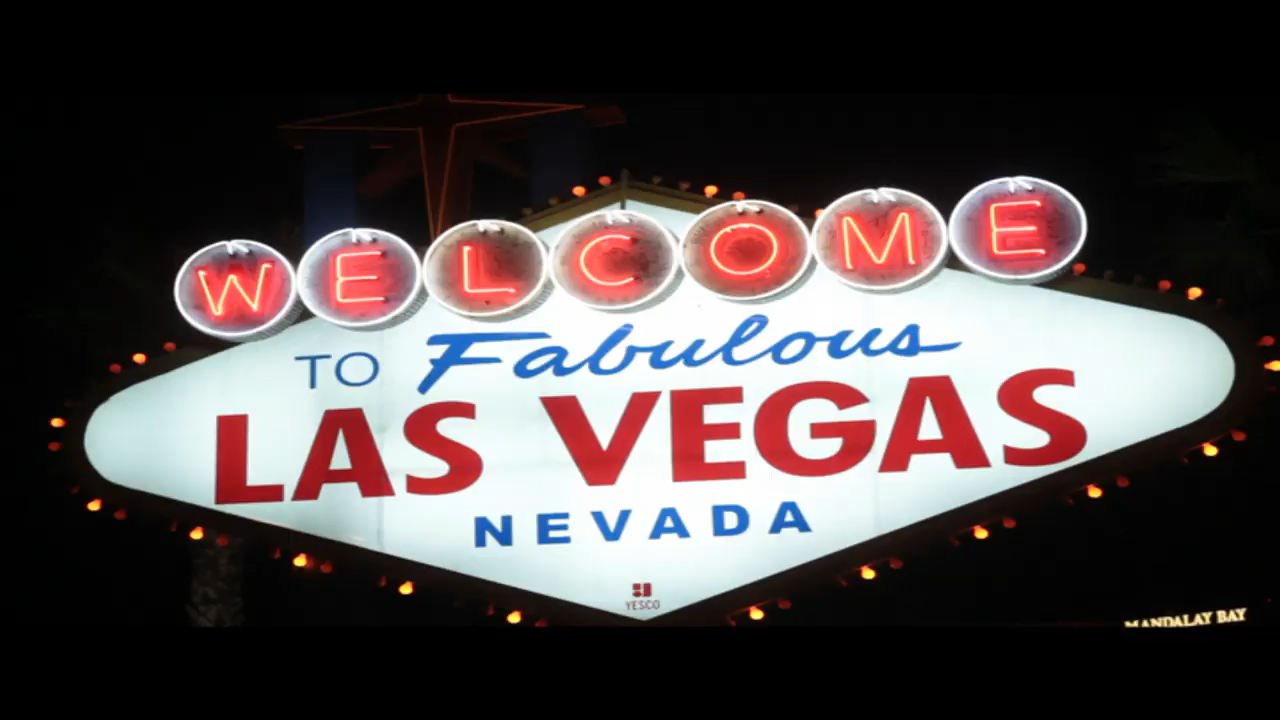 WELCOME
TO Fabulous
LAS VEGAS
NEVADA
YESCO
MANDALAY BAY